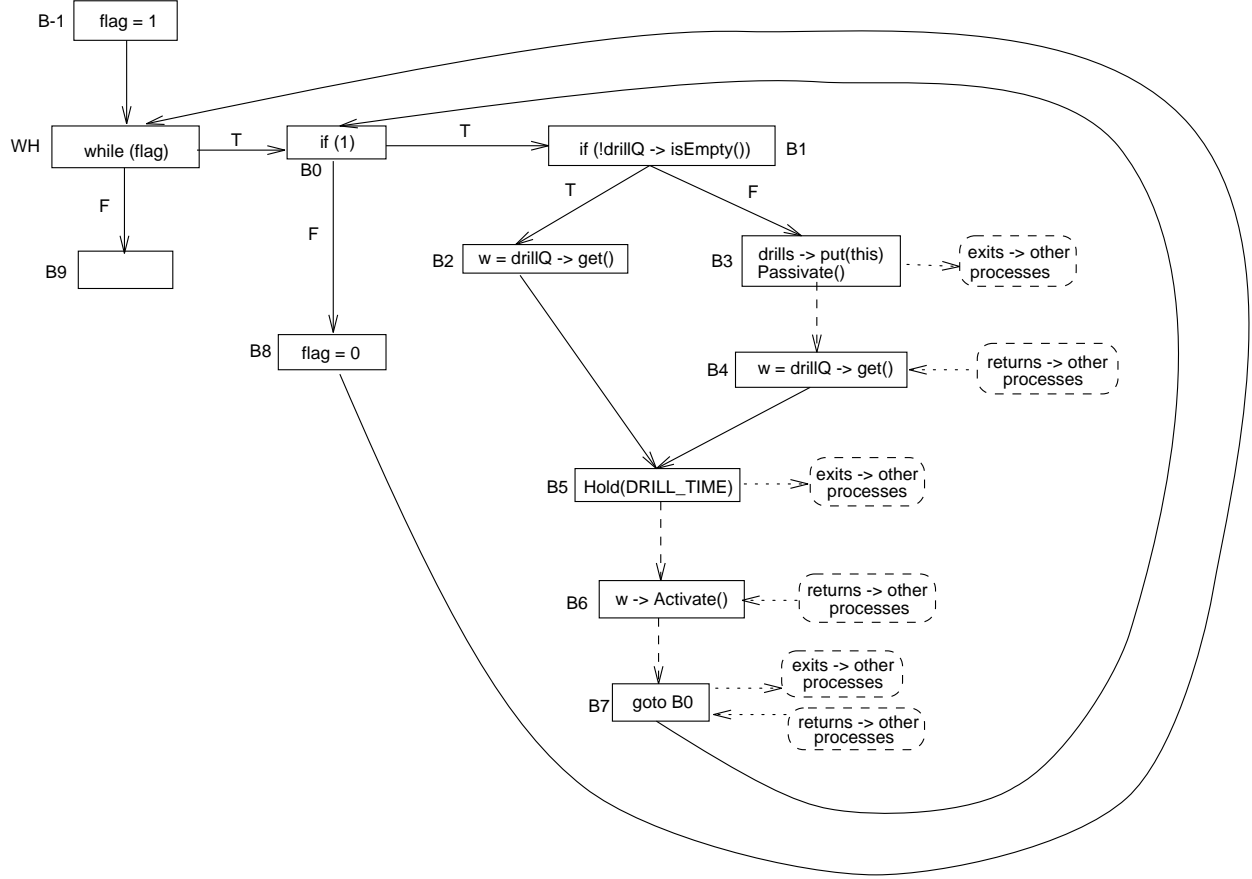 B-1
flag = 1
WH
while (flag)
T
if (1)
B0
T
if (!drillQ -> isEmpty())
B1
F
F
T
F
B9
B2
w = drillQ -> get()
B3
drills -> put(this)
Passivate()
exits -> other
processes
B8
flag = 0
B4
w = drillQ -> get()
returns -> other
processes
B5
Hold(DRILL_TIME)
exits -> other
processes
B6
w -> Activate()
returns -> other
processes
B7
goto B0
exits -> other
processes
returns -> other
processes